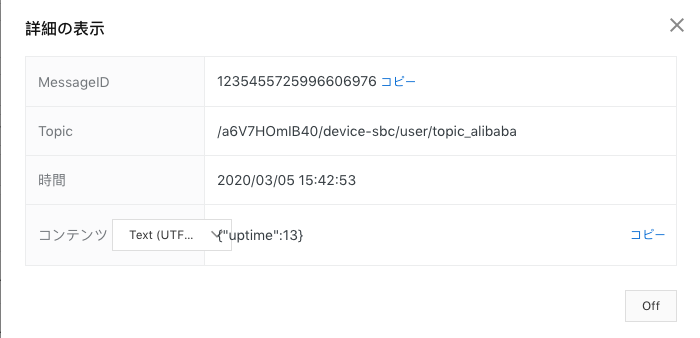 詳細の表示
MessageID 1235455725996606976 コピー
Topic /a6V7HOmIB40/device-sbc/user/topic_alibaba
時間 2020/03/05 15:42:53
コンテンツ Text (UTF... {"uptime":13} コピー
Off